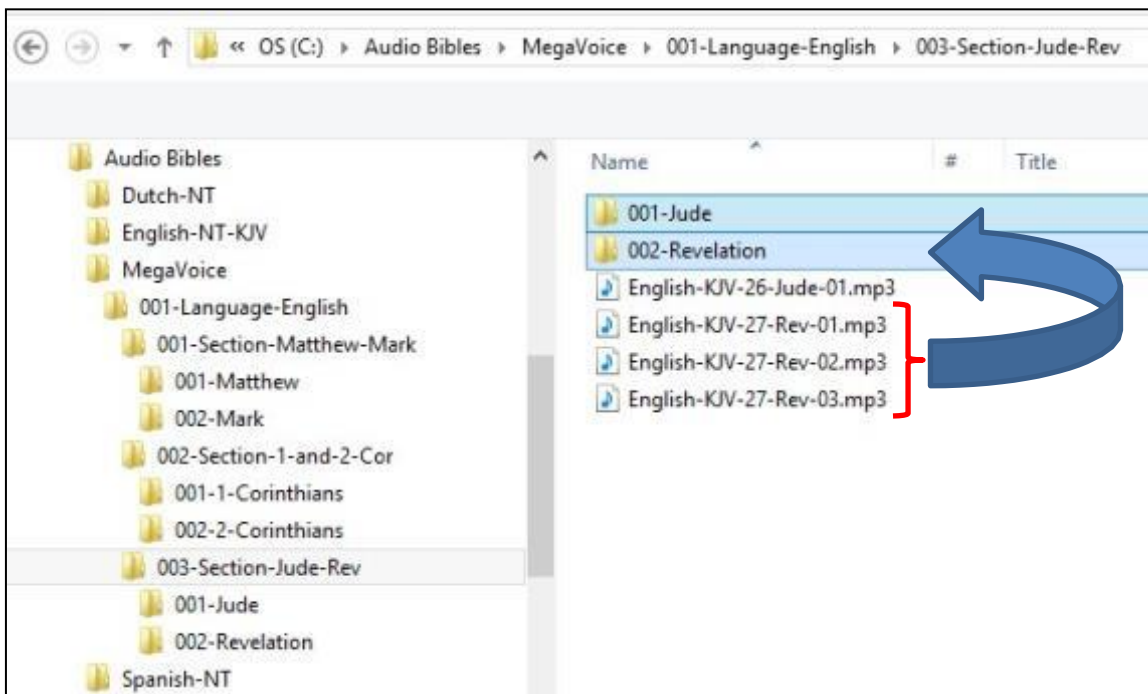 « OS (C:) ▸ Audio Bibles ▸ MegaVoice ▸ 001-Language-English ▸ 003-Section-Jude-Rev
Audio Bibles
Dutch-NT
English-NT-KJV
MegaVoice
001-Language-English
001-Section-Matthew-Mark
001-Matthew
002-Mark
002-Section-1-and-2-Cor
001-1-Corinthians
002-2-Corinthians
003-Section-Jude-Rev
001-Jude
002-Revelation
Spanish-NT
Name # Title
001-Jude
002-Revelation
English-KJV-26-Jude-01.mp3
English-KJV-27-Rev-01.mp3
English-KJV-27-Rev-02.mp3
English-KJV-27-Rev-03.mp3